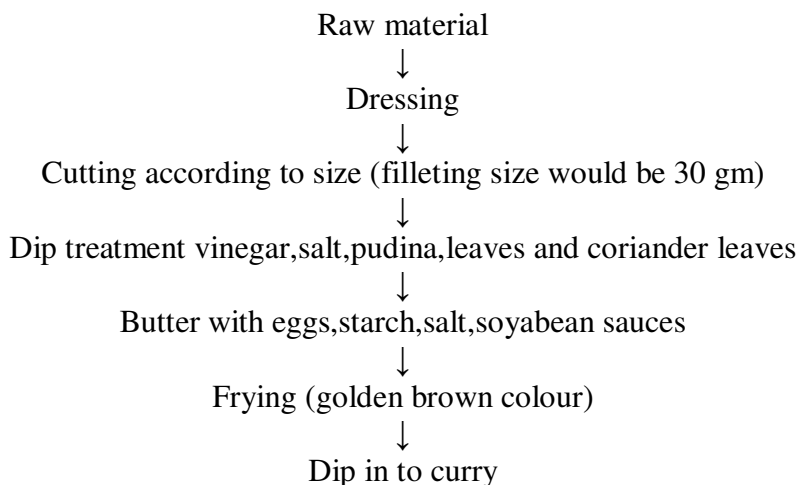 Raw material
↓
Dressing
↓
Cutting according to size (filleting size would be 30 gm)
↓
Dip treatment vinegar,salt,pudina,leaves and coriander leaves
↓
Butter with eggs,starch,salt,soyabean sauces
↓
Frying (golden brown colour)
↓
Dip in to curry